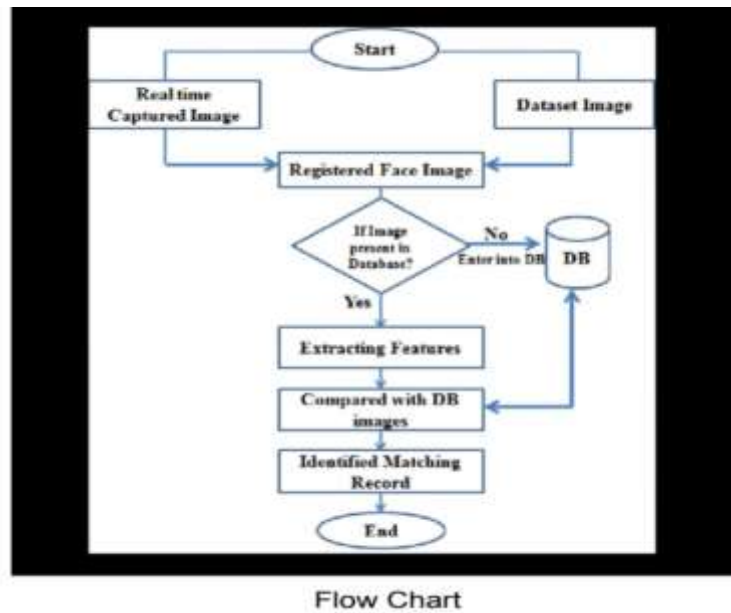 Start
Real time
Captured Image
Dataset Image
Registered Face Image
If Image
present in
Database?
No
Enter into DB
DB
Yes
Extracting Features
Compared with DB
images
Identified Matching
Record
End
Flow Chart